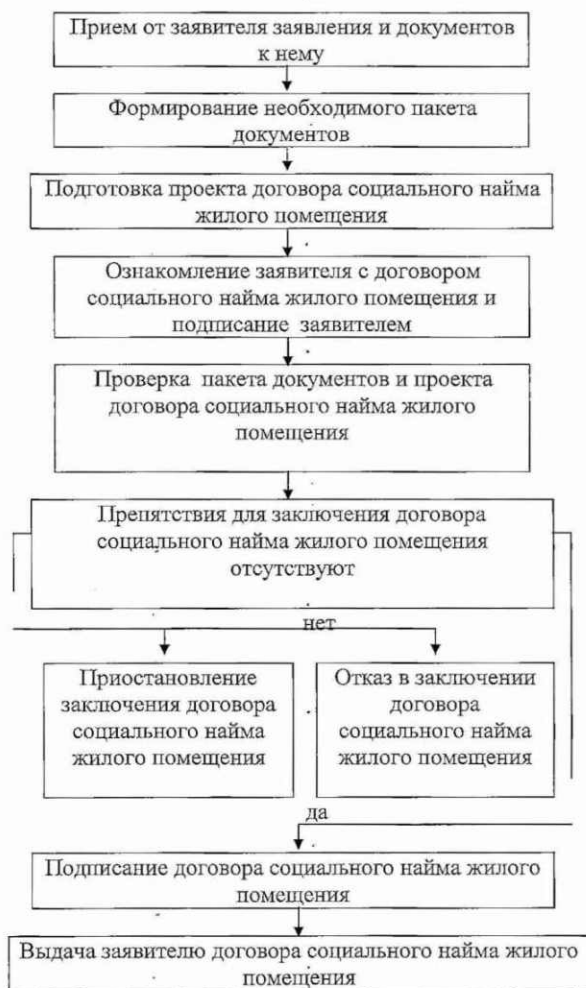 Прием от заявителя заявления и документов
к нему
Формирование необходимого пакета
документов
Подготовка проекта договора социального найма
жилого помещения
Ознакомление заявителя с договором
социального найма жилого помещения и
подписание заявителем
Проверка пакета документов и проекта
договора социального найма жилого
помещения
Препятствия для заключения договора
социального найма жилого помещения
отсутствуют
нет
Приостановление
заключения договора
социального найма
жилого помещения
Отказ в заключении
договора
социального найма
жилого помещения
да
Подписание договора социального найма жилого
помещения
Выдача заявителю договора социального найма жилого
помещения